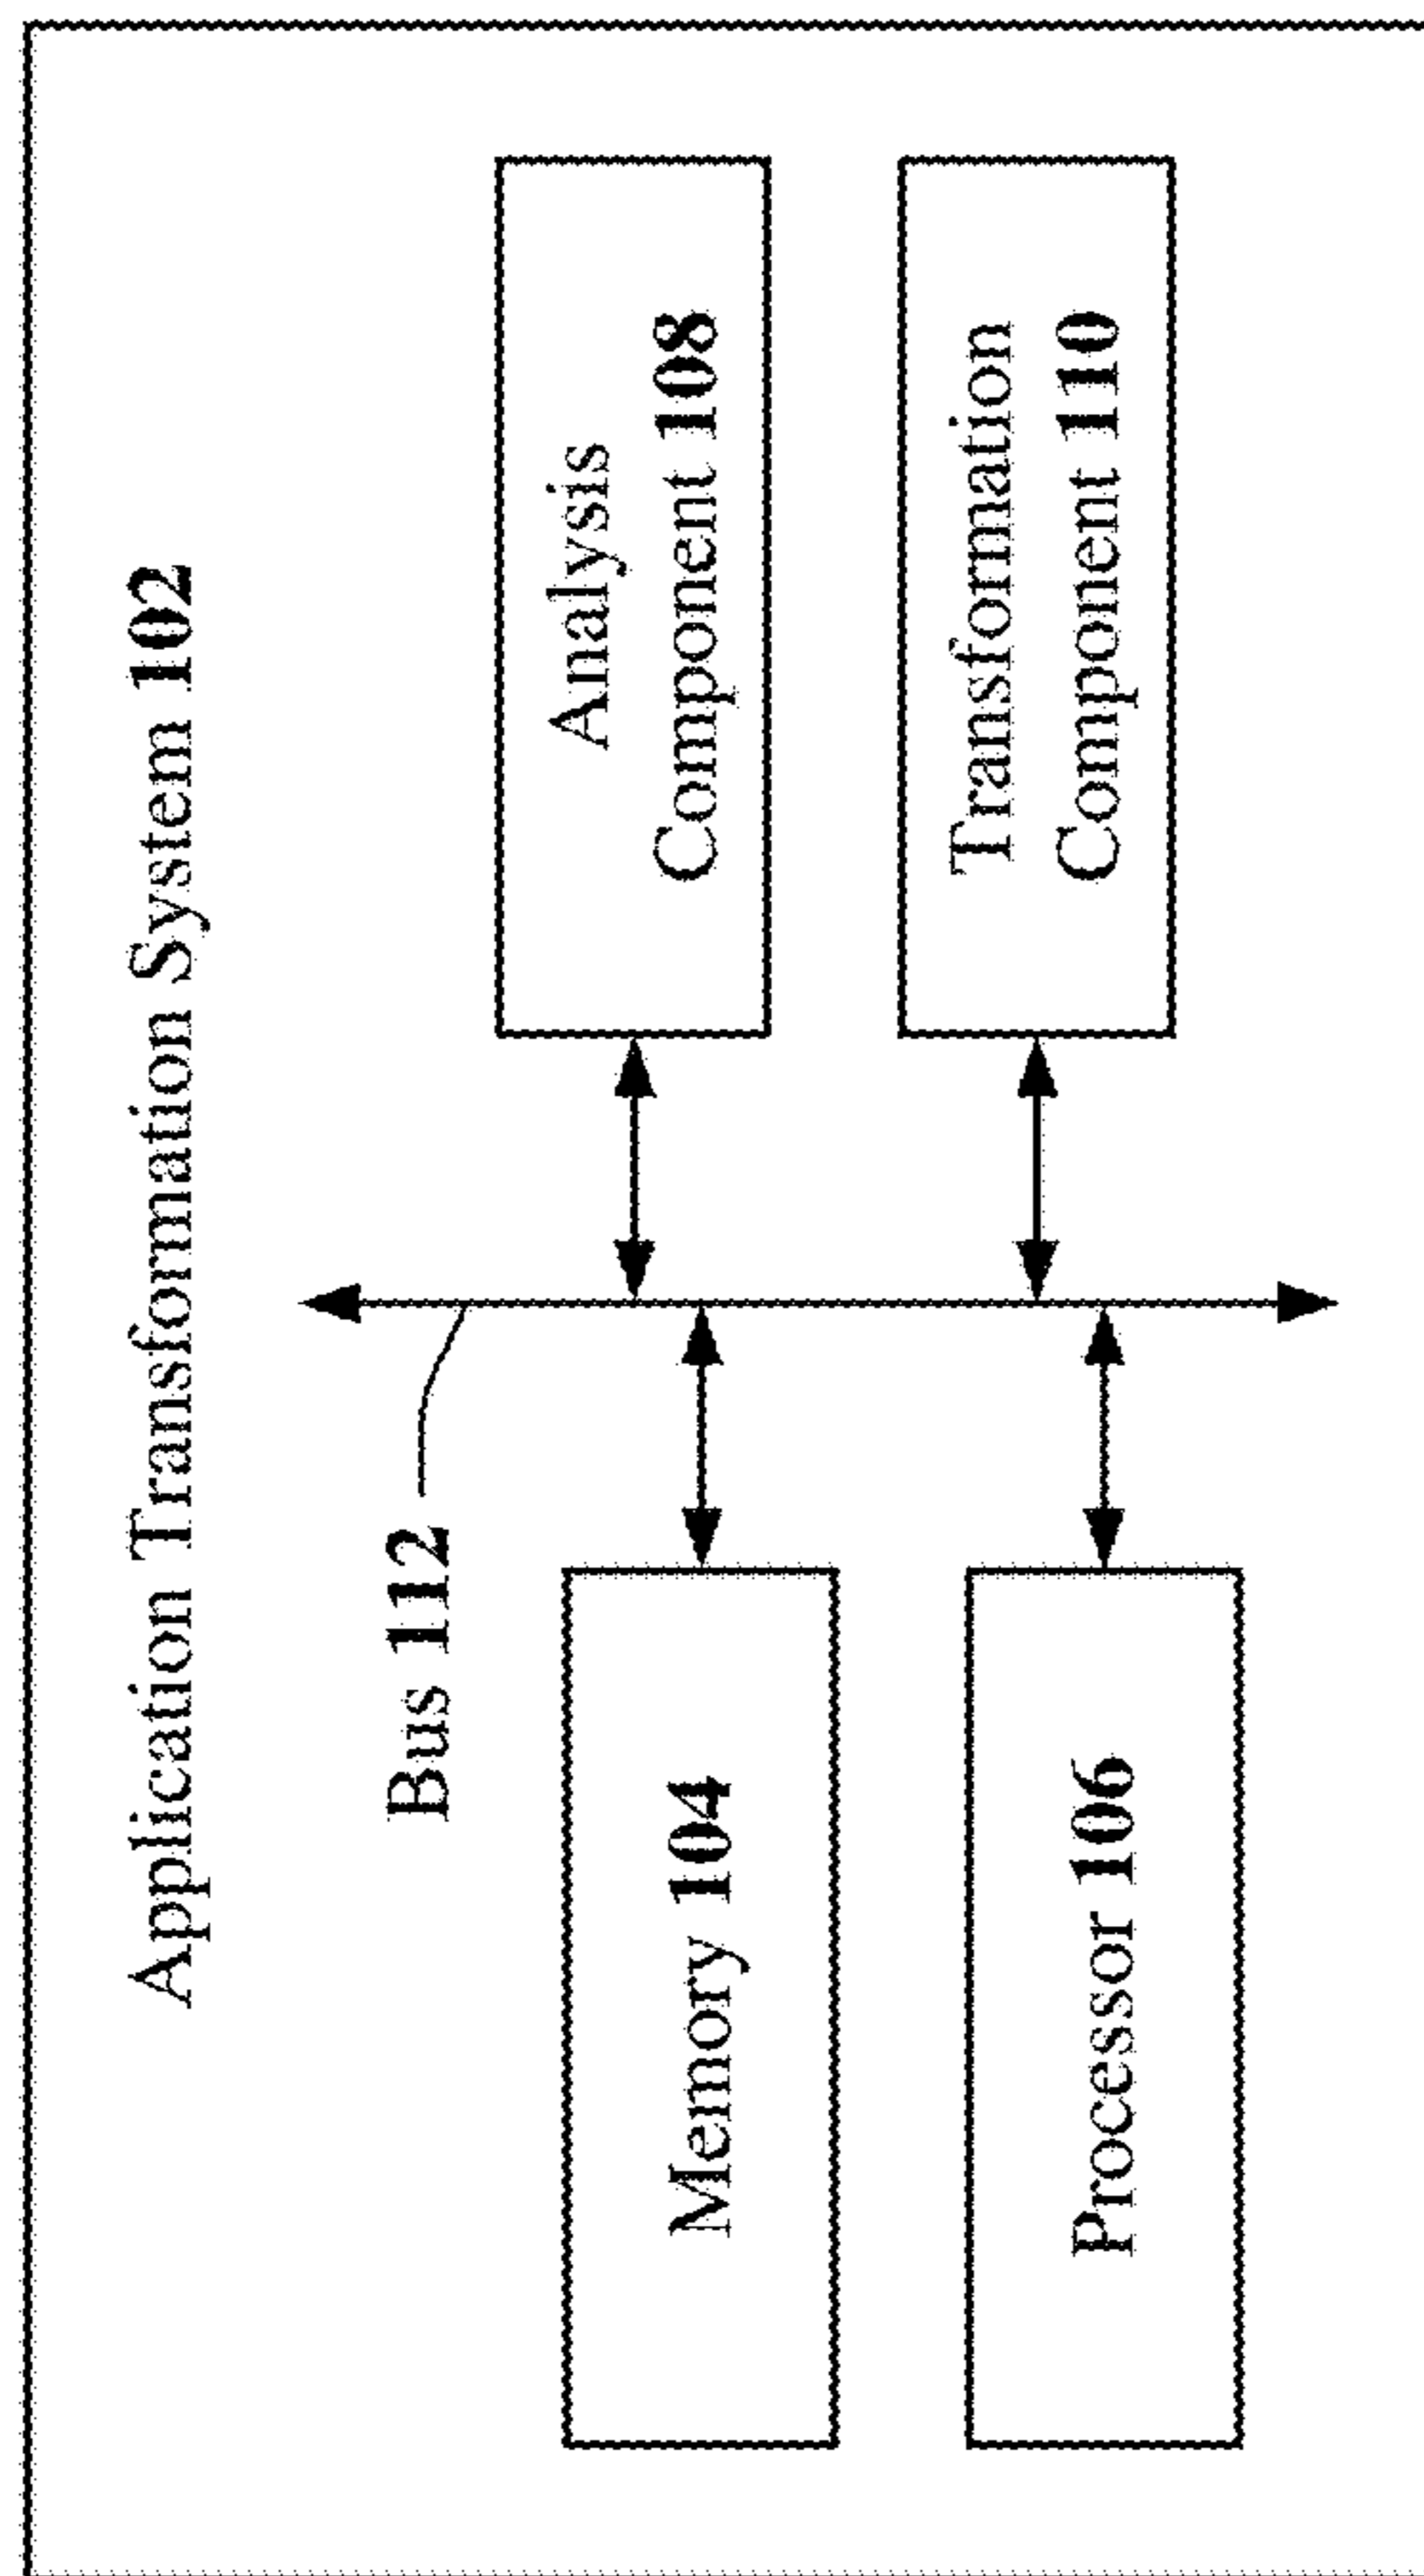 Application Transformation System 102
Bus 112
Memory 104
Analysis
Component 108
Processor 106
Transformation
Component 110